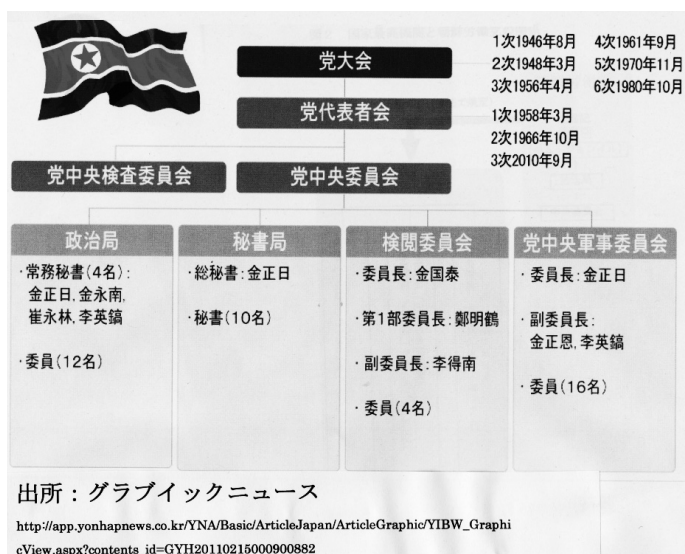 党大会
1次1946年8月 4次1961年9月
2次1948年3月 5次1970年11月
3次1956年4月 6次1980年10月
党代表者会
1次1958年3月
2次1966年10月
3次2010年9月
党中央検査委員会
党中央委員会
政治局
・常務秘書(4名):
金正日,金永南,
崔永林,李英鎬
・委員(12名)
秘書局
・総秘書:金正日
・秘書(10名)
検閲委員会
・委員長:金国泰
・第1部委員長:鄭明鶴
・副委員長:李得南
・委員(4名)
党中央軍事委員会
・委員長:金正日
・副委員長:
金正恩,李英鎬
・委員(16名)
出所:グラブイックニュース
http://app.yonhapnews.co.kr/YNA/Basic/ArticleJapan/ArticleGraphic/YIBW_Graphi
cView.aspx?contents_id=GYH20110215000900882